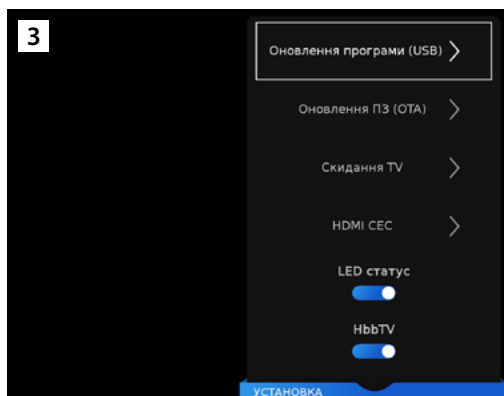 3
Оновлення програми (USB)
Оновлення ПЗ (OTA)
Скидання TV
HDMI CEC
LED статус
HbbTV
УСТАНОВКА